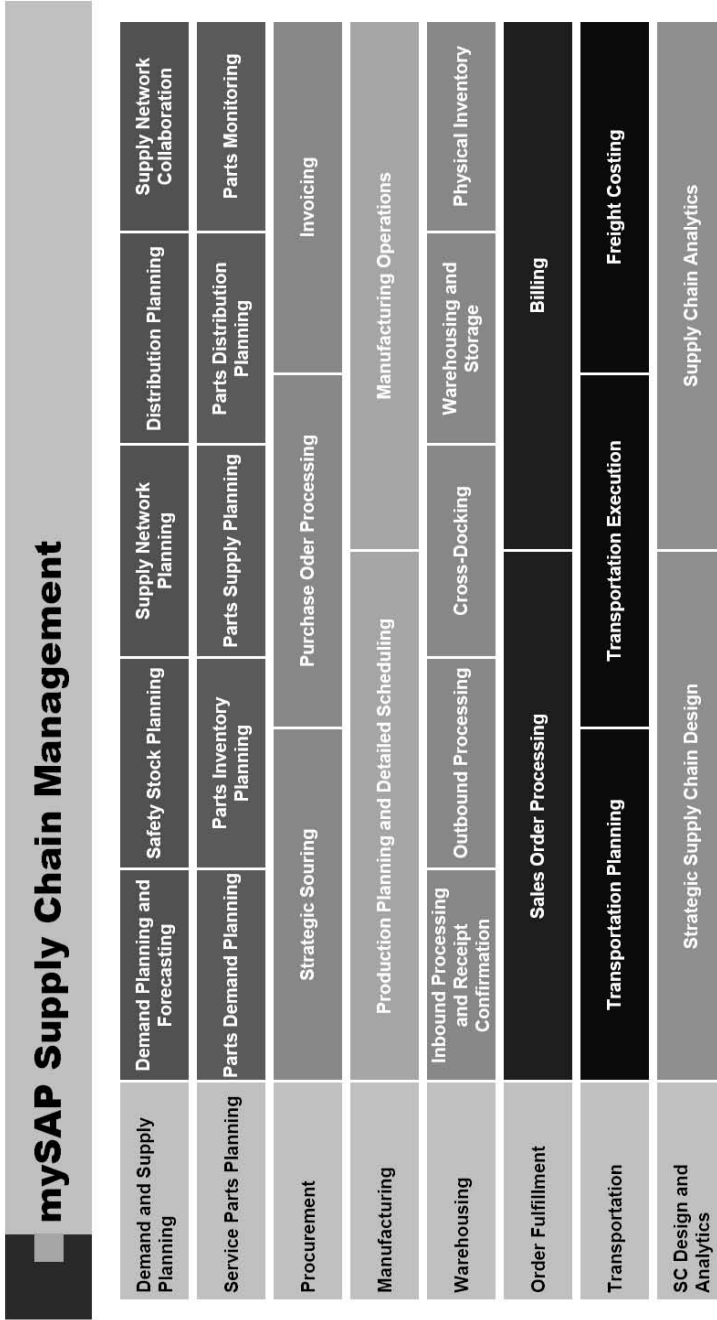 mySAP Supply Chain Management
Demand and Supply
Planning
Demand Planning and
Forecasting
Safety Stock Planning
Supply Network
Planning
Distribution Planning
Supply Network
Collaboration
Service Parts Planning
Parts Demand Planning
Parts Inventory
Planning
Parts Supply Planning
Parts Distribution
Planning
Parts Monitoring
Procurement
Strategic Souring
Purchase Oder Processing
Invoicing
Manufacturing
Production Planning and Detailed Scheduling
Manufacturing Operations
Warehousing
Inbound Processing
and Receipt
Confirmation
Outbound Processing
Cross-Docking
Warehousing and
Storage
Physical Inventory
Order Fulfillment
Sales Order Processing
Billing
Transportation
Transportation Planning
Transportation Execution
Freight Costing
SC Design and
Analytics
Strategic Supply Chain Design
Supply Chain Analytics